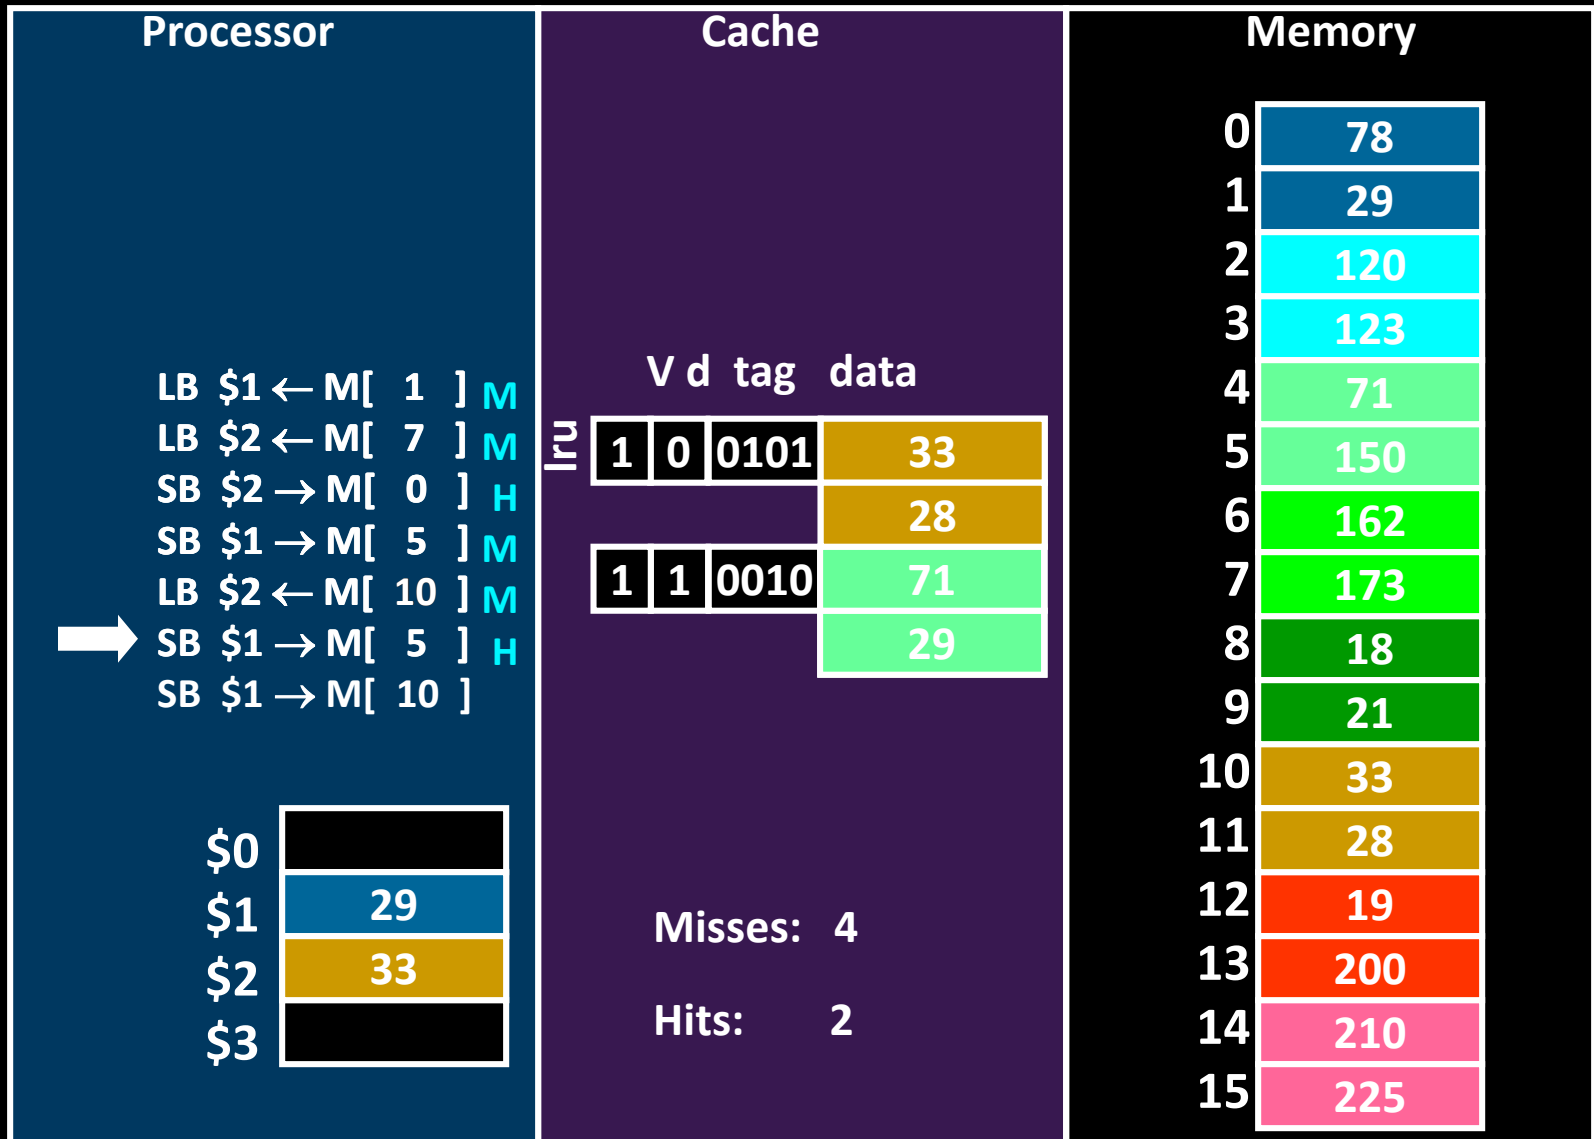 Processor
LB $1 ← M[ 1 ] M
LB $2 ← M[ 7 ] M
SB $2 → M[ 0 ] H
SB $1 → M[ 5 ] M
LB $2 ← M[ 10 ] M
SB $1 → M[ 5 ] H
SB $1 → M[ 10 ]
$0
$1 29
$2 33
$3
Cache
V d tag data
lru 1 0 0101 33
28
1 1 0010 71
29
Misses: 4
Hits: 2
Memory
0 78
1 29
2 120
3 123
4 71
5 150
6 162
7 173
8 18
9 21
10 33
11 28
12 19
13 200
14 210
15 225